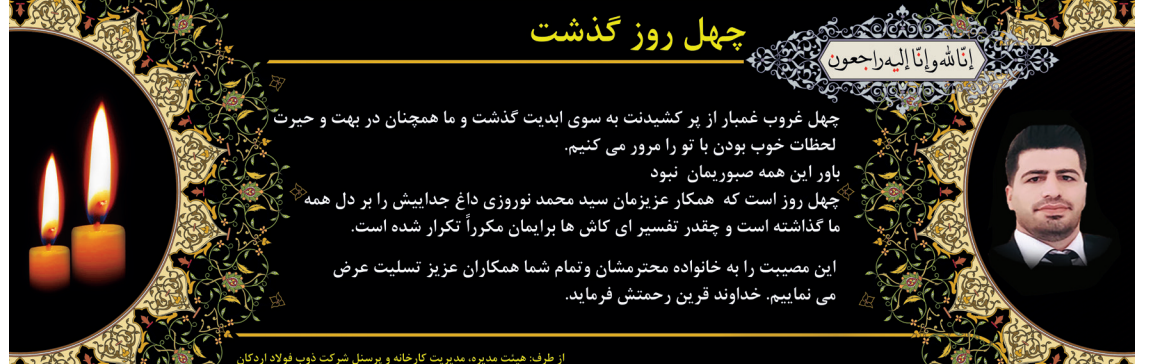 چهل روز گذشت
إنّا لله وإنّا إليه راجعون
چهل غروب غمبار از پر کشیدنت به سوی ابدیت گذشت و ما همچنان در بهت و حیرت
لحظات خوب بودن با تو را مرور می کنیم.
باور این همه صبوریمان نبود
چهل روز است که همکار عزیزمان سید محمد نوروزی داغ جداییش را بر دل همه
ما گذاشته است و چقدر تفسیر ای کاش ها برایمان مکرراً تکرار شده است.
این مصیبت را به خانواده محترمشان وتمام شما همکاران عزیز تسلیت عرض
می نماییم. خداوند قرین رحمتش فرماید.
از طرف: هیئت مدیره، مدیریت کارخانه و پرسنل شرکت ذوب فولاد اردکان